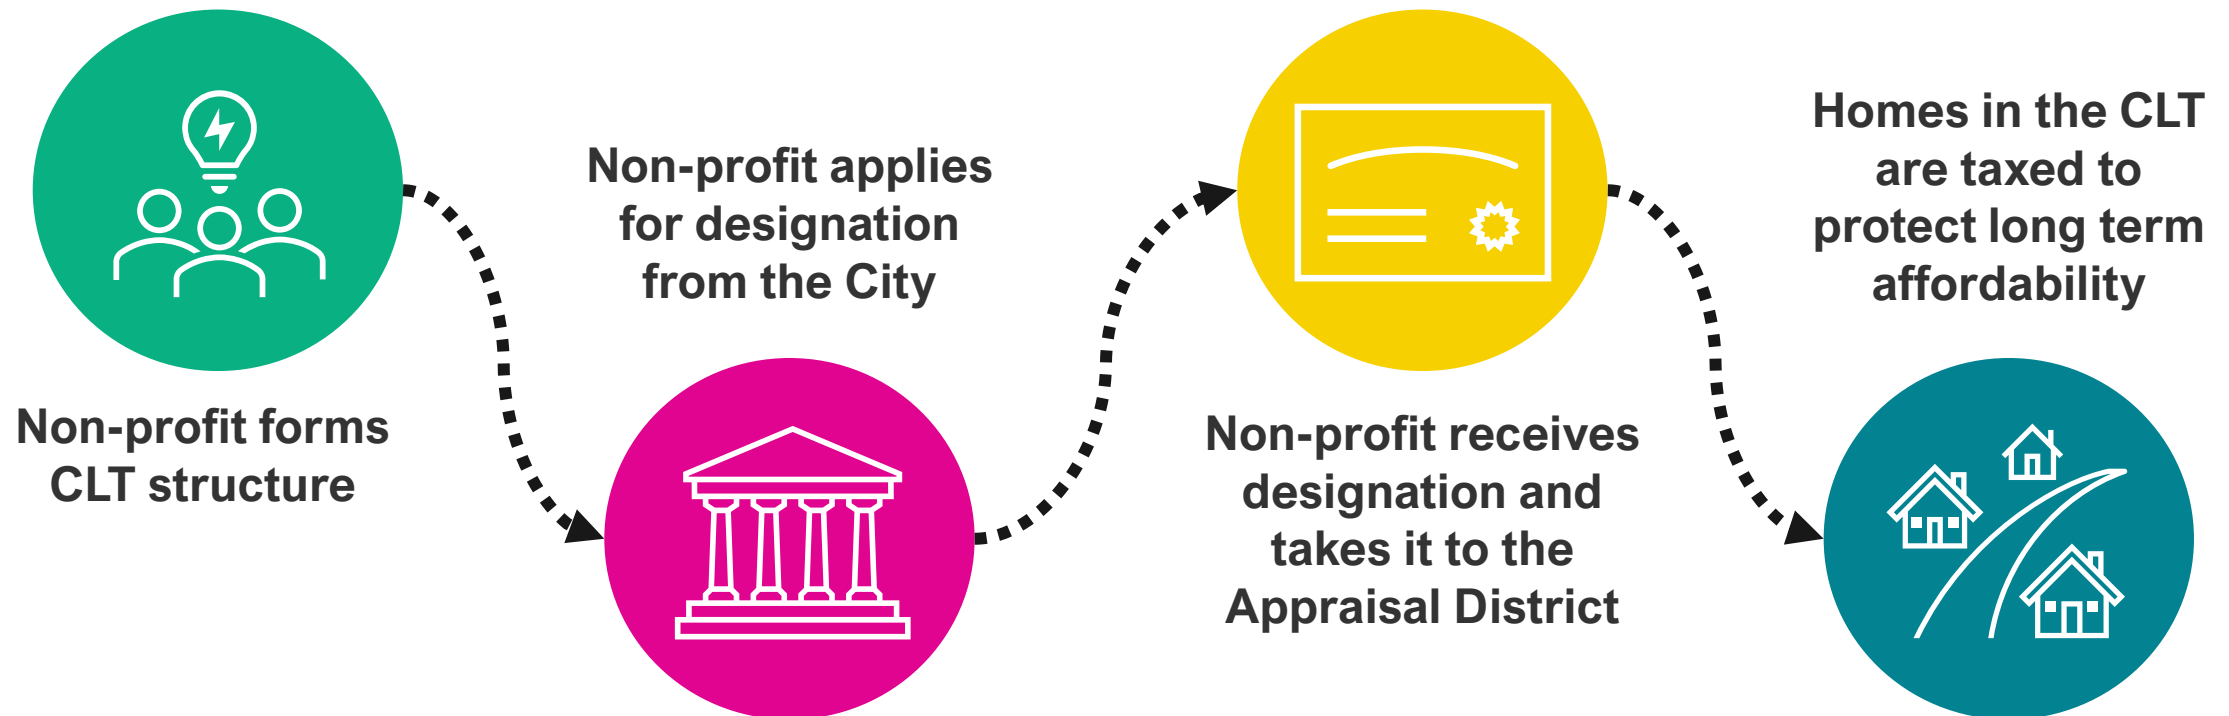 Non-profit forms
CLT structure
Non-profit applies
for designation
from the City
Non-profit receives
designation and
takes it to the
Appraisal District
Homes in the CLT
are taxed to
protect long term
affordability